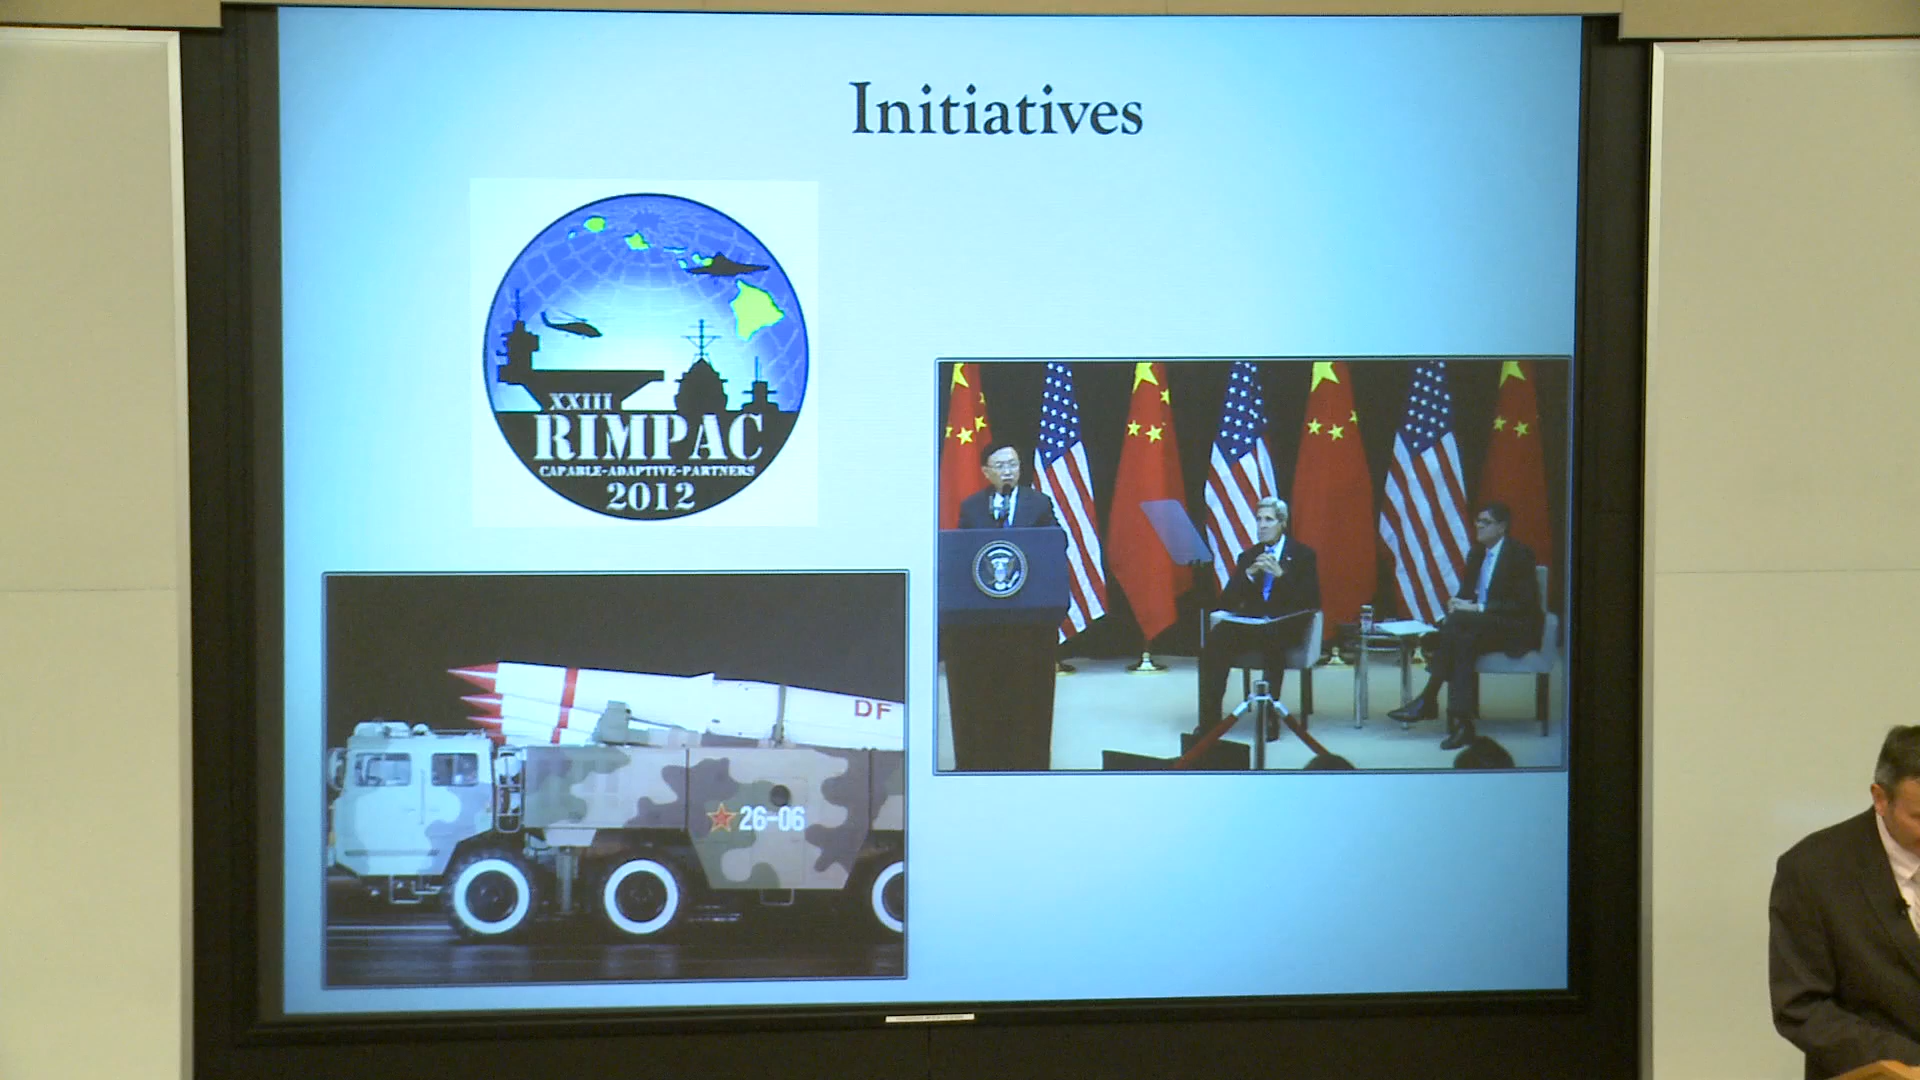 Initiatives
XXIII
RIMPAC
CAPABLE-ADAPTIVE-PARTNERS
2012
DF
26-06